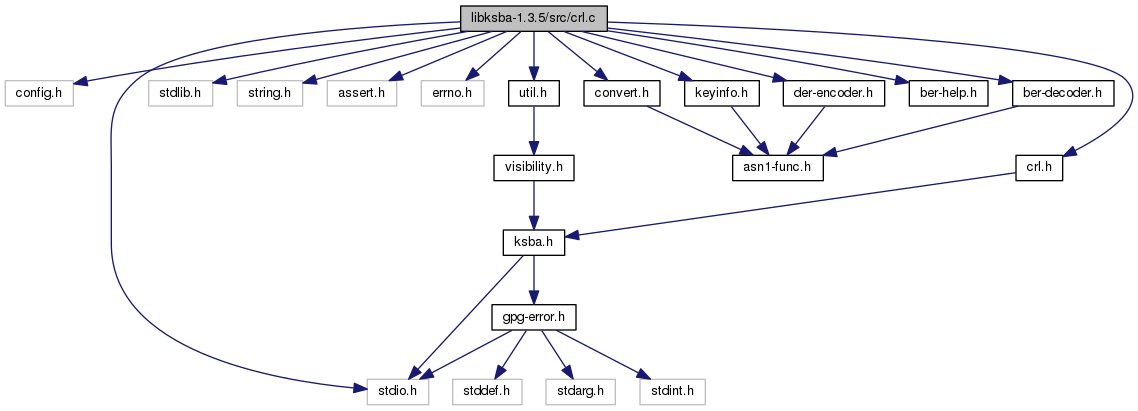 libksba-1.3.5/src/crl.c
config.h
stdlib.h
string.h
assert.h
errno.h
util.h
convert.h
keyinfo.h
der-encoder.h
ber-help.h
ber-decoder.h
visibility.h
asn1-func.h
crl.h
ksba.h
gpg-error.h
stdio.h
stddef.h
stdarg.h
stdint.h